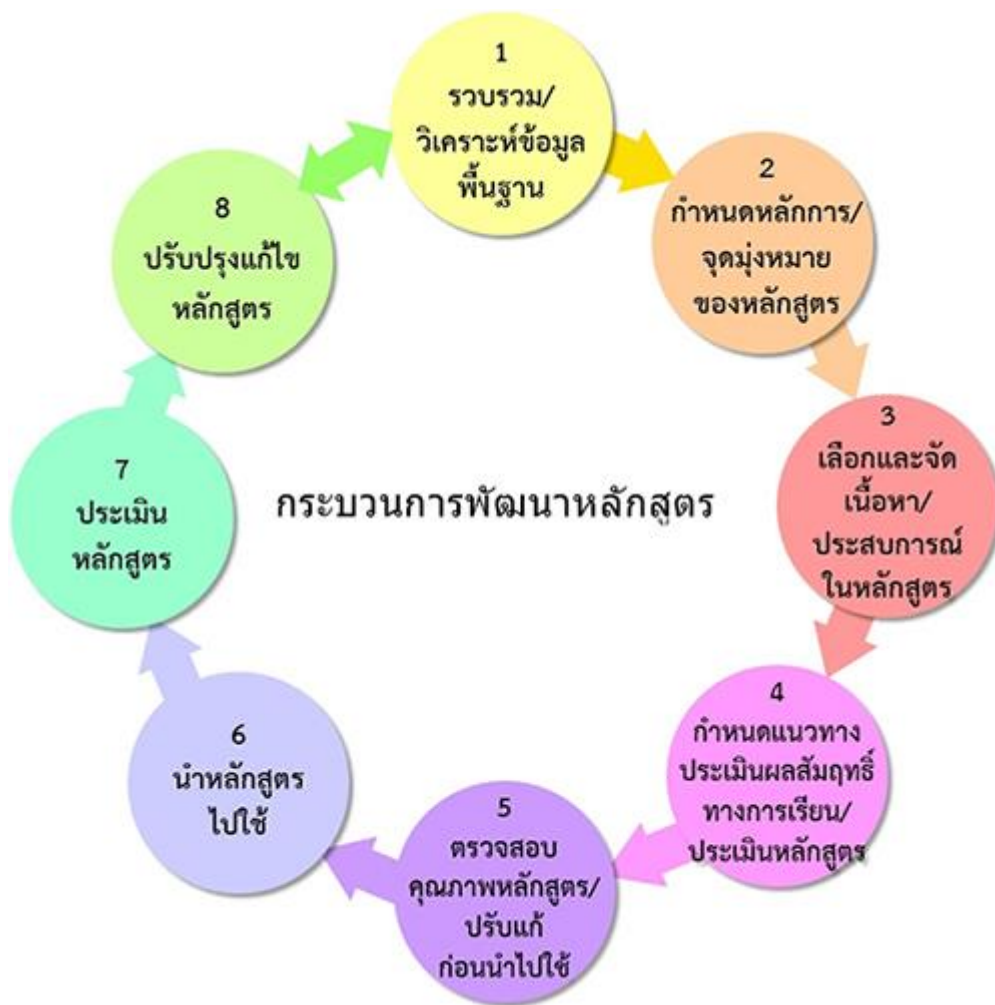 1
รวบรวม/
วิเคราะห์ข้อมูล
พื้นฐาน
2
กำหนดหลักการ/
จุดมุ่งหมาย
ของหลักสูตร
3
เลือกและจัด
เนื้อหา/
ประสบการณ์
ในหลักสูตร
4
กำหนดแนวทาง
ประเมินผลสัมฤทธิ์
ทางการเรียน/
ประเมินหลักสูตร
5
ตรวจสอบ
คุณภาพหลักสูตร/
ปรับแก้
ก่อนนำไปใช้
6
นำหลักสูตร
ไปใช้
7
ประเมิน
หลักสูตร
8
ปรับปรุงแก้ไข
หลักสูตร
กระบวนการพัฒนาหลักสูตร